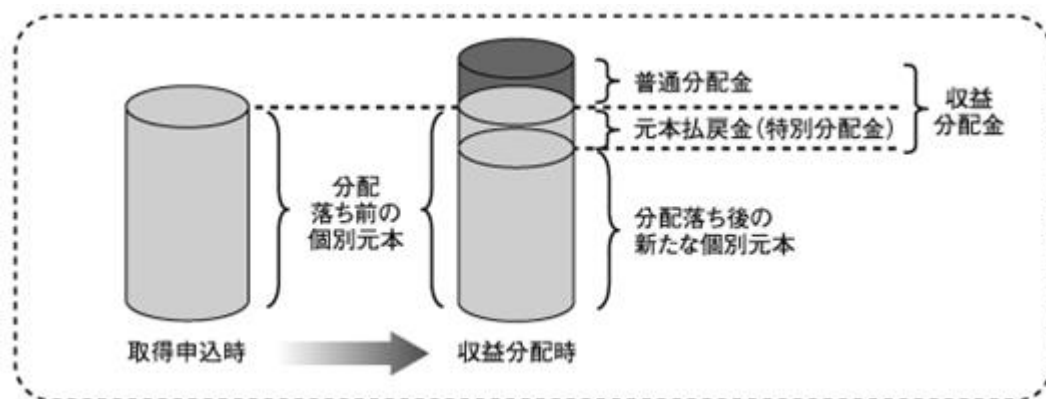 普通分配金
元本払戻金(特別分配金)
収益
分配金
分配
落ち前の
個別元本
分配落ち後の
新たな個別元本
取得申込時
収益分配時